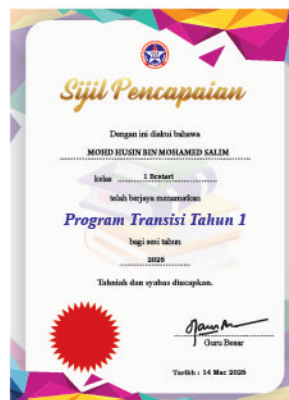 Sijil Pencapaian
Dengan ini diakui bahawa
MOHD HUSIN BIN MOHAMED SALIM
kelas 1 Bestari
telah berjaya menamatkan
Program Transisi Tahun 1
bagi sesi tahun
2025
Tahniah dan syabas diucapkan.
Guru Besar
Tarikh : 14 Mac 2025